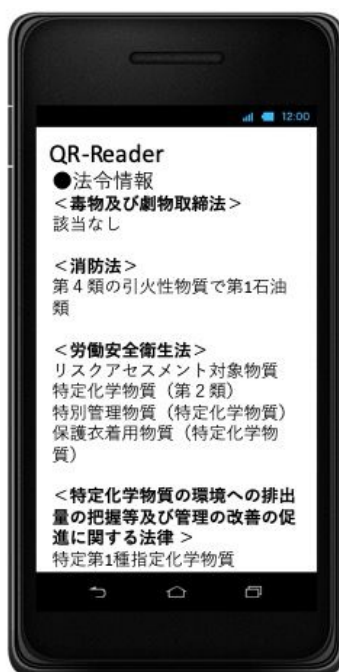 12:00
QR-Reader
●法令情報
＜毒物及び劇物取締法＞
該当なし
＜消防法＞
第４類の引火性物質で第1石油
類
＜労働安全衛生法＞
リスクアセスメント対象物質
特定化学物質（第２類）
特別管理物質（特定化学物質）
保護衣着用物質（特定化学物
質）
＜特定化学物質の環境への排出
量の把握等及び管理の改善の促
進に関する法律 ＞
特定第1種指定化学物質